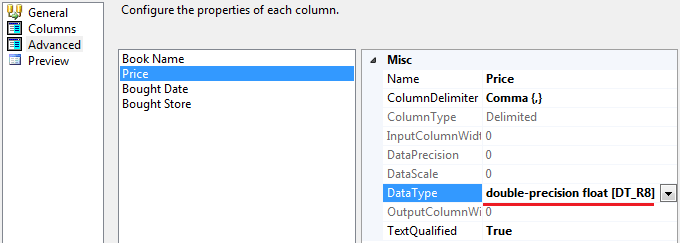 General
Columns
Advanced
Preview
Configure the properties of each column.
Book Name
Price
Bought Date
Bought Store
Misc
Name Price
ColumnDelimiter Comma {,}
ColumnType Delimited
InputColumnWidt 0
DataPrecision 0
DataScale 0
DataType double-precision float [DT_R8]
OutputColumnWi 0
TextQualified True